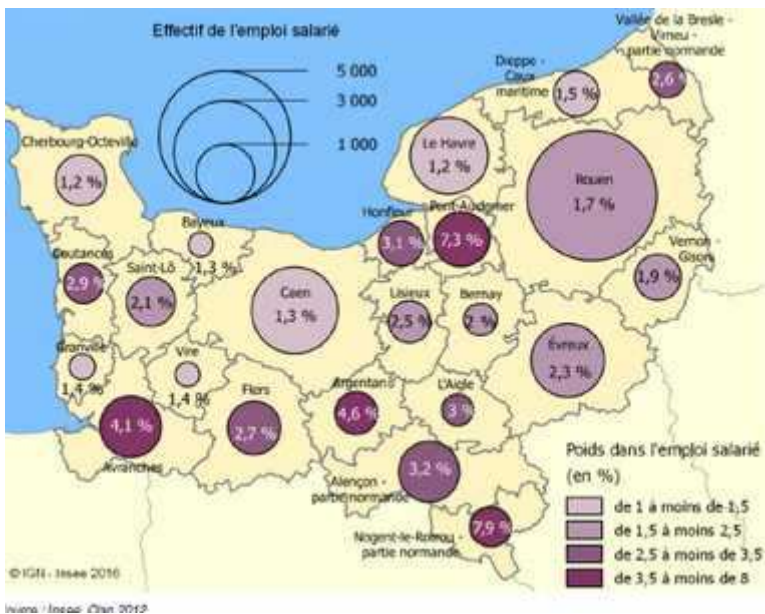 Effectif de l'emploi salarié
5 000
3 000
1 000
Vallée de la Bresle -
Vimeu -
partie normande
2,6 %
Dieppe -
Caux
maritime
1,5 %
Cherbourg-Octeville
1,2 %
Le Havre
1,2 %
Rouen
1,7 %
Honfleur
3,1 %
Pont-Audemer
7,3 %
Bayeux
1,3 %
Coutances
2,9 %
Saint-Lô
2,1 %
Caen
1,3 %
Lisieux
2,5 %
Bernay
2 %
Vernon -
Gisors
1,9 %
Évreux
2,3 %
Granville
1,4 %
Vire
1,4 %
Avranches
4,1 %
Flers
2,7 %
Argentan
4,6 %
L'Aigle
3 %
Alençon -
partie normande
3,2 %
Nogent-le-Rotrou -
partie normande
7,9 %
Poids dans l'emploi salarié
(en %)
de 1 à moins de 1,5
de 1,5 à moins 2,5
de 2,5 à moins de 3,5
de 3,5 à moins de 8
© IGN - Insee 2016
Source : Insee, Clap 2012